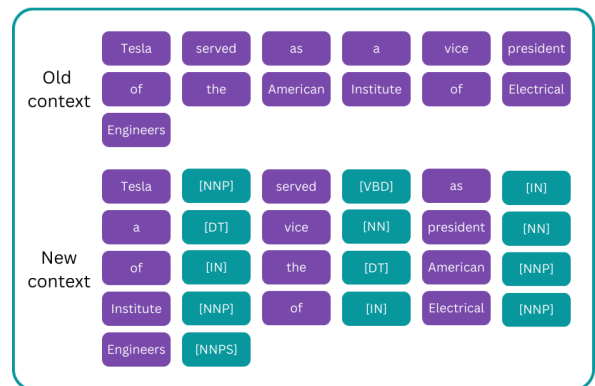 Old context
Tesla served as a vice president
of the American Institute of Electrical
Engineers
New context
Tesla [NNP] served [VBD] as [IN]
a [DT] vice [NN] president [NN]
of [IN] the [DT] American [NNP]
Institute [NNP] of [IN] Electrical [NNP]
Engineers [NNPS]